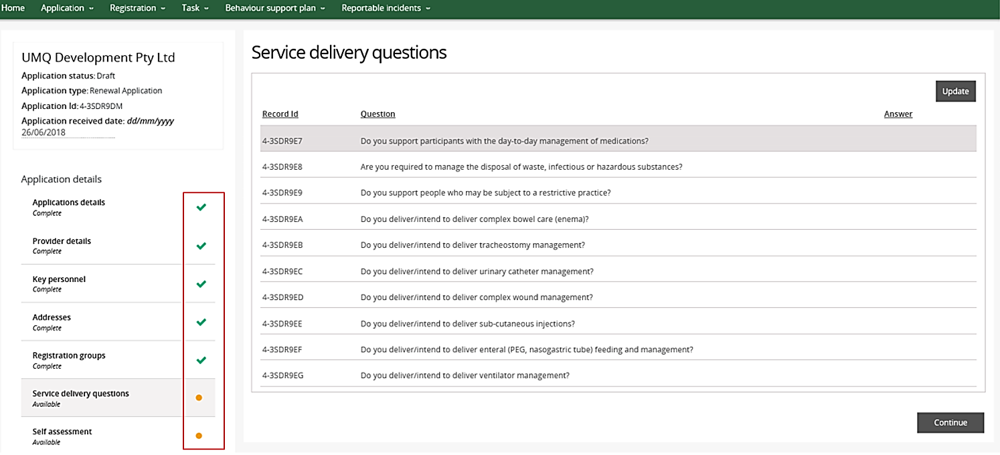 Home Application Registration Task Behaviour support plan Reportable incidents
UMQ Development Pty Ltd
Application status: Draft
Application type: Renewal Application
Application Id: 4-3SDR9DM
Application received date: dd/mm/yyyy
26/06/2018
Application details
Applications details
Complete
Provider details
Complete
Key personnel
Complete
Addresses
Complete
Registration groups
Complete
Service delivery questions
Available
Self assessment
Available
Service delivery questions
Update
Record Id Question Answer
4-3SDR9E7 Do you support participants with the day-to-day management of medications?
4-3SDR9E8 Are you required to manage the disposal of waste, infectious or hazardous substances?
4-3SDR9E9 Do you support people who may be subject to a restrictive practice?
4-3SDR9EA Do you deliver/intend to deliver complex bowel care (enema)?
4-3SDR9EB Do you deliver/intend to deliver tracheostomy management?
4-3SDR9EC Do you deliver/intend to deliver urinary catheter management?
4-3SDR9ED Do you deliver/intend to deliver complex wound management?
4-3SDR9EE Do you deliver/intend to deliver sub-cutaneous injections?
4-3SDR9EF Do you deliver/intend to deliver enteral (PEG, nasogastric tube) feeding and management?
4-3SDR9EG Do you deliver/intend to deliver ventilator management?
Continue